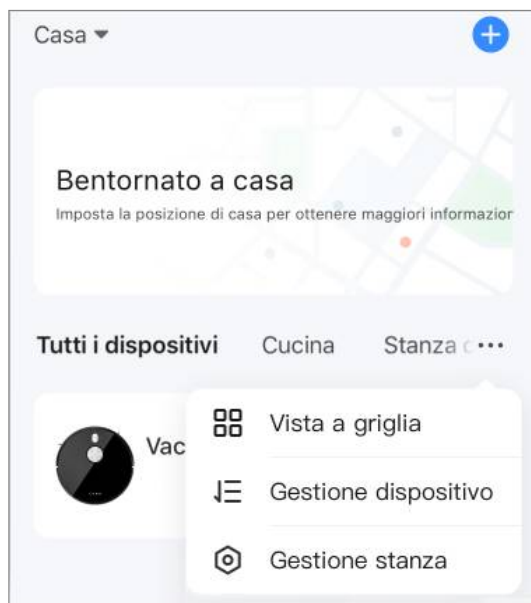 Casa
Bentornato a casa
Imposta la posizione di casa per ottenere maggiori informazior
Tutti i dispositivi Cucina Stanza
Vac
Vista a griglia
Gestione dispositivo
Gestione stanza